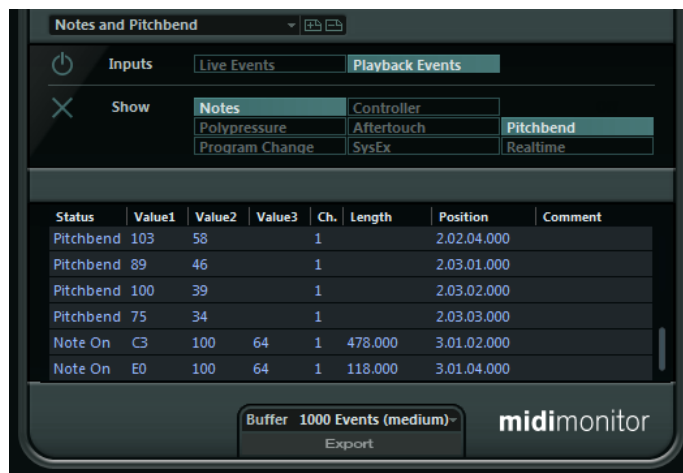 Notes and Pitchbend
Inputs Live Events Playback Events
Show Notes Controller
Polypressure Aftertouch Pitchbend
Program Change SysEx Realtime
Status Value1 Value2 Value3 Ch. Length Position Comment
Pitchbend 103 58 1 2.02.04.000
Pitchbend 89 46 1 2.03.01.000
Pitchbend 100 39 1 2.03.02.000
Pitchbend 75 34 1 2.03.03.000
Note On C3 100 64 1 478.000 3.01.02.000
Note On E0 100 64 1 118.000 3.01.04.000
Buffer 1000 Events (medium)
Export
midimonitor